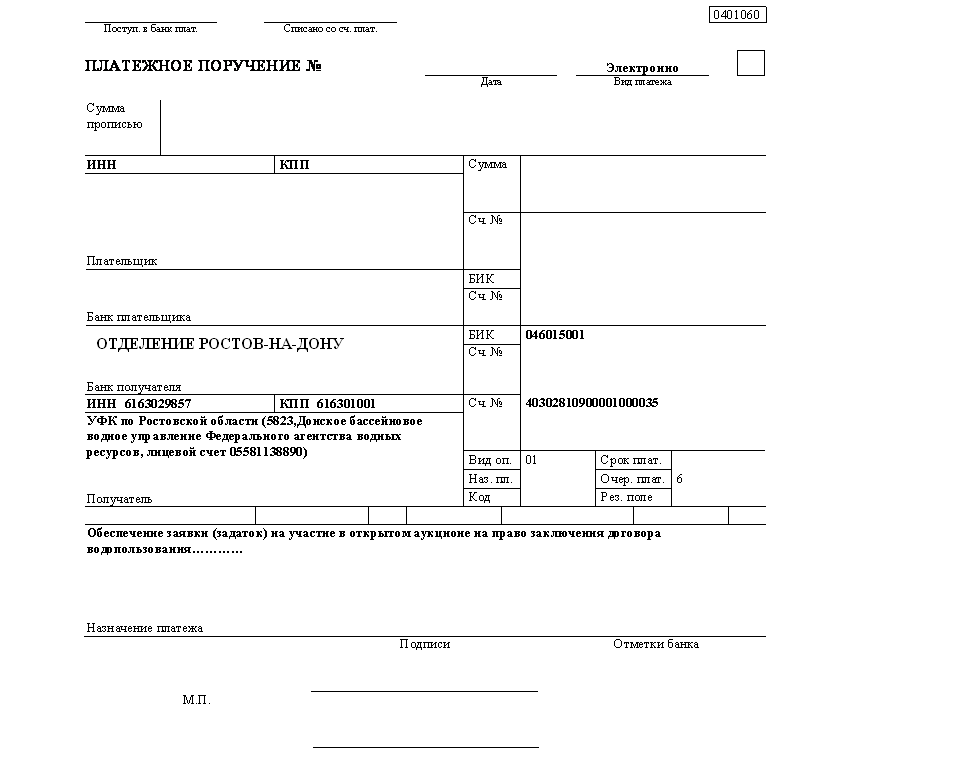 0401060
Поступ. в банк плат.
Списано со сч. плат.
ПЛАТЕЖНОЕ ПОРУЧЕНИЕ №
Электронно
Дата
Вид платежа
Сумма
прописью
ИНН
КПП
Сумма
Сч. №
Плательщик
БИК
Сч. №
Банк плательщика
ОТДЕЛЕНИЕ РОСТОВ-НА-ДОНУ
БИК
046015001
Сч. №
Банк получателя
ИНН 6163029857
КПП 616301001
Сч. №
40302810900001000035
УФК по Ростовской области (5823,Донское бассейновое
водное управление Федерального агентства водных
ресурсов, лицевой счет 05581138890)
Вид оп.
01
Срок плат.
Наз. пл.
Очер. плат.
6
Получатель
Код
Рез. поле
Обеспечение заявки (задаток) на участие в открытом аукционе на право заключения договора
водопользования…………
Назначение платежа
Подписи
Отметки банка
М.П.